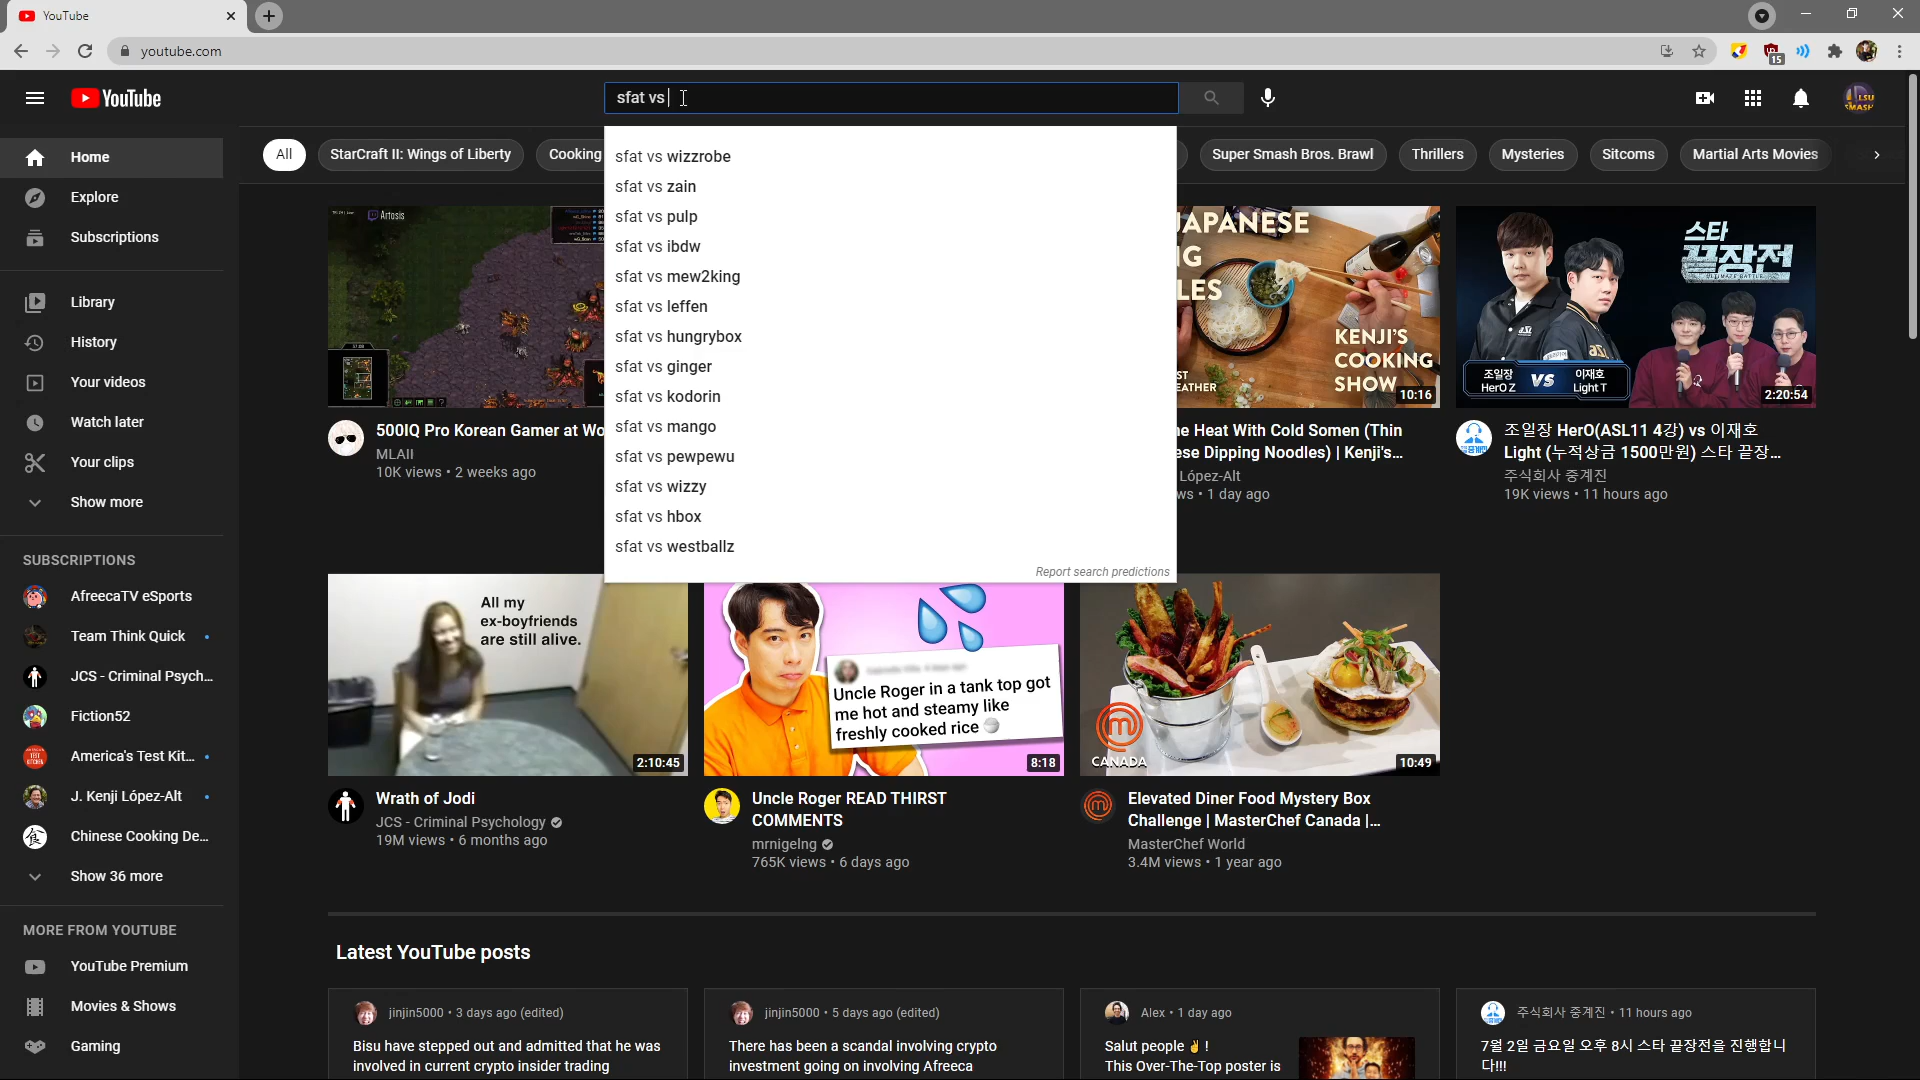 YouTube
youtube.com
15
YouTube
sfat vs
LSU
SMASH
Home
Explore
Subscriptions
Library
History
Your videos
Watch later
Your clips
Show more
SUBSCRIPTIONS
AfreecaTV eSports
Team Think Quick
JCS - Criminal Psych...
Fiction52
America's Test Kit...
J. Kenji López-Alt
Chinese Cooking De...
Show 36 more
MORE FROM YOUTUBE
YouTube Premium
Movies & Shows
Gaming
All
StarCraft II: Wings of Liberty
Cooking
Super Smash Bros. Brawl
Thrillers
Mysteries
Sitcoms
Martial Arts Movies
sfat vs wizzrobe
sfat vs zain
sfat vs pulp
sfat vs ibdw
sfat vs mew2king
sfat vs leffen
sfat vs hungrybox
sfat vs ginger
sfat vs kodorin
sfat vs mango
sfat vs pewpewu
sfat vs wizzy
sfat vs hbox
sfat vs westballz
Report search predictions
Artosis
500IQ Pro Korean Gamer at Wo
MLAII
10K views • 2 weeks ago
JAPANESE
KENJI'S
COOKING
SHOW
10:16
he Heat With Cold Somen (Thin
ese Dipping Noodles) | Kenji's...
López-Alt
ws • 1 day ago
스타
끝장전
ULTIMATE BATTLE
조일장
HerO Z
VS
이재호
Light T
2:20:54
조일장 HerO(ASL11 4강) vs 이재호
Light (누적상금 1500만원) 스타 끝장...
주식회사 중계진
19K views • 11 hours ago
All my
ex-boyfriends
are still alive.
2:10:45
Wrath of Jodi
JCS - Criminal Psychology
19M views • 6 months ago
Uncle Roger in a tank top got
me hot and steamy like
freshly cooked rice
8:18
Uncle Roger READ THIRST
COMMENTS
mrnigelng
765K views • 6 days ago
CANADA
10:49
Elevated Diner Food Mystery Box
Challenge | MasterChef Canada |...
MasterChef World
3.4M views • 1 year ago
Latest YouTube posts
jinjin5000 • 3 days ago (edited)
Bisu have stepped out and admitted that he was
involved in current crypto insider trading
jinjin5000 • 5 days ago (edited)
There has been a scandal involving crypto
investment going on involving Afreeca
Alex • 1 day ago
Salut people ✌️ !
This Over-The-Top poster is
주식회사 중계진 • 11 hours ago
7월 2일 금요일 오후 8시 스타 끝장전을 진행합니
다!!!